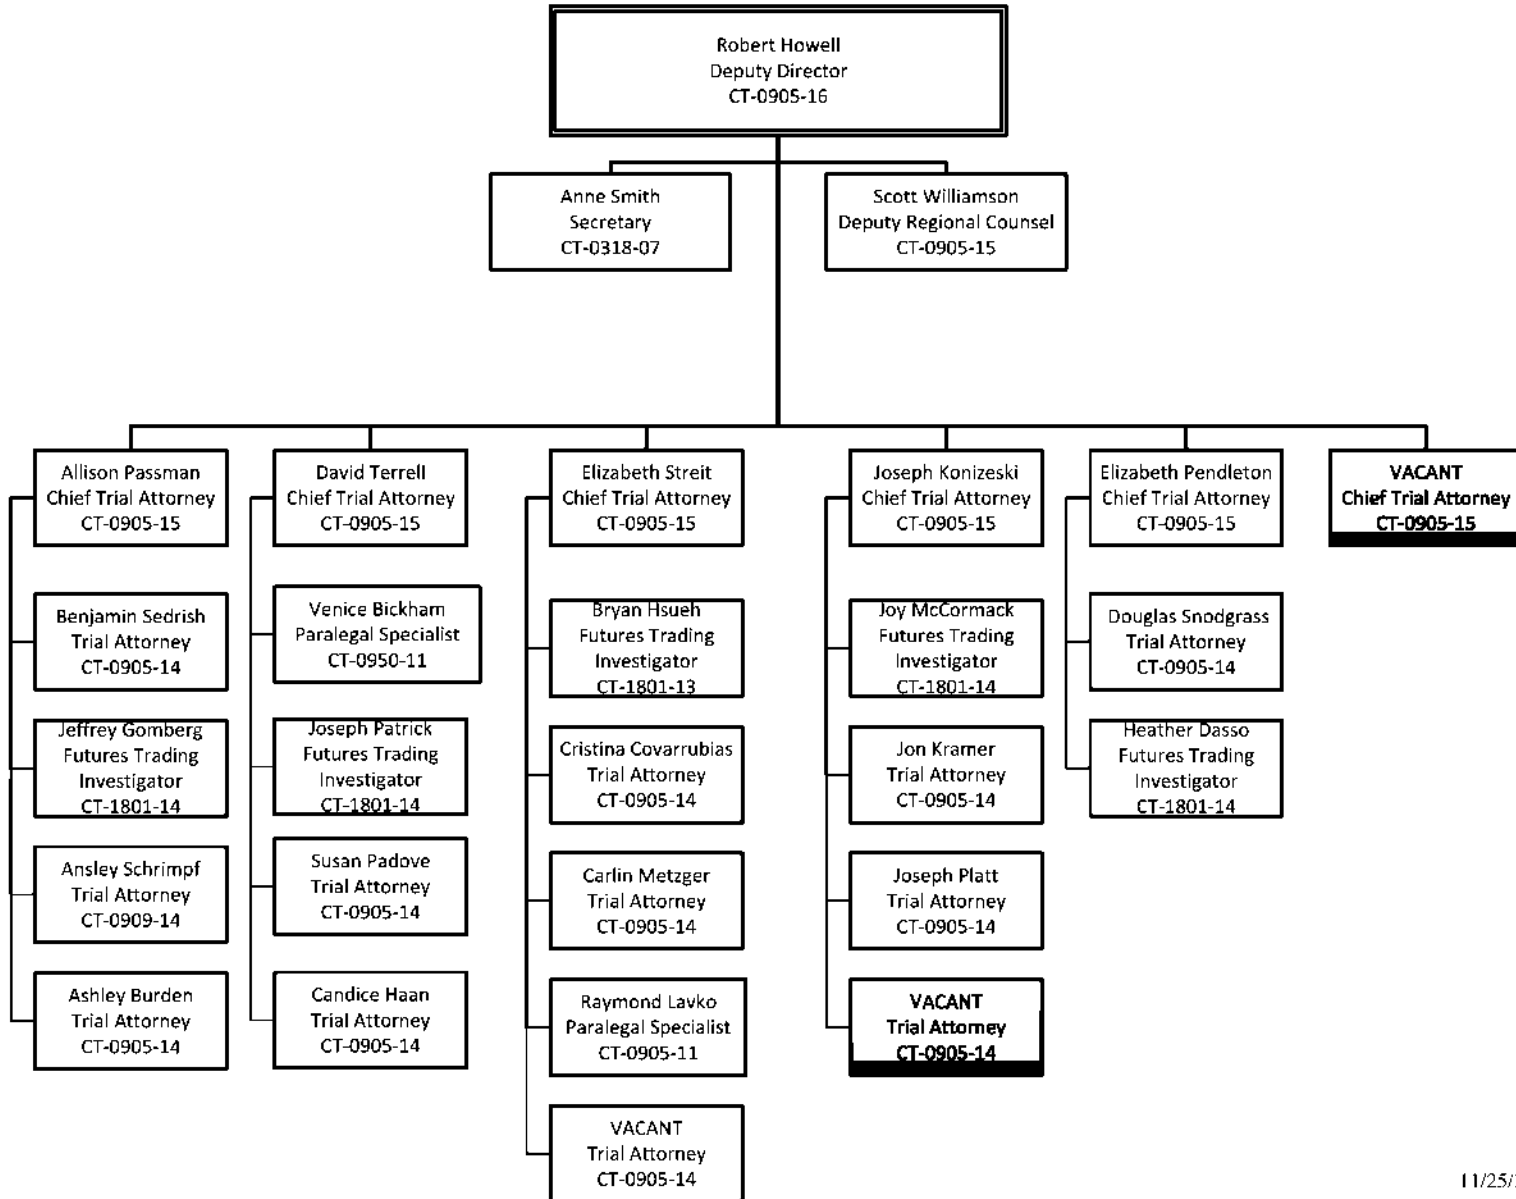 Robert Howell
Deputy Director
CT-0905-16
Anne Smith
Secretary
CT-0318-07
Scott Williamson
Deputy Regional Counsel
CT-0905-15
Allison Passman
Chief Trial Attorney
CT-0905-15
David Terrell
Chief Trial Attorney
CT-0905-15
Elizabeth Streit
Chief Trial Attorney
CT-0905-15
Joseph Konizeski
Chief Trial Attorney
CT-0905-15
Elizabeth Pendleton
Chief Trial Attorney
CT-0905-15
VACANT
Chief Trial Attorney
CT-0905-15
Benjamin Sedrish
Trial Attorney
CT-0905-14
Jeffrey Gomberg
Futures Trading
Investigator
CT-1801-14
Ansley Schrimpf
Trial Attorney
CT-0909-14
Ashley Burden
Trial Attorney
CT-0905-14
Venice Bickham
Paralegal Specialist
CT-0950-11
Joseph Patrick
Futures Trading
Investigator
CT-1801-14
Susan Padove
Trial Attorney
CT-0905-14
Candice Haan
Trial Attorney
CT-0905-14
Bryan Hsueh
Futures Trading
Investigator
CT-1801-13
Cristina Covarrubias
Trial Attorney
CT-0905-14
Carlin Metzger
Trial Attorney
CT-0905-14
Raymond Lavko
Paralegal Specialist
CT-0905-11
VACANT
Trial Attorney
CT-0905-14
Joy McCormack
Futures Trading
Investigator
CT-1801-14
Jon Kramer
Trial Attorney
CT-0905-14
Joseph Platt
Trial Attorney
CT-0905-14
VACANT
Trial Attorney
CT-0905-14
Douglas Snodgrass
Trial Attorney
CT-0905-14
Heather Dasso
Futures Trading
Investigator
CT-1801-14
11/25/